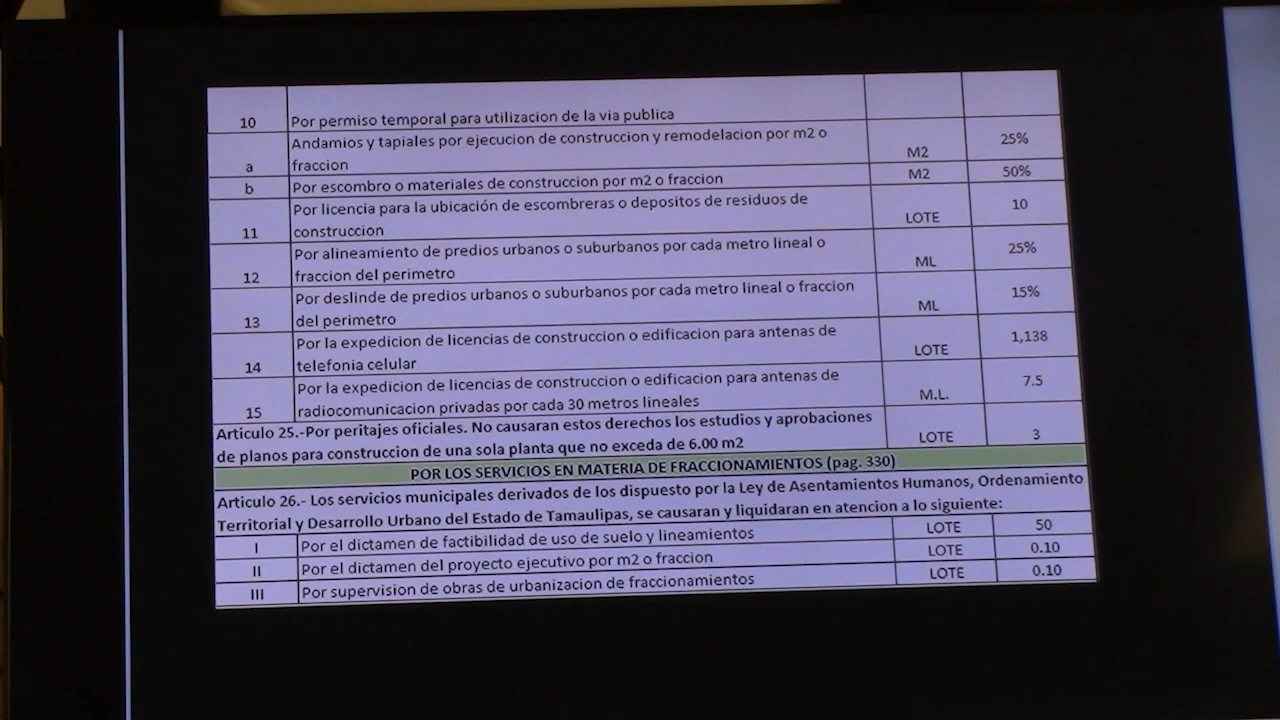 10 Por permiso temporal para utilizacion de la via publica
Andamios y tapiales por ejecucion de construccion y remodelacion por m2 o
a fraccion M2 25%
b Por escombro o materiales de construccion por m2 o fraccion M2 50%
Por licencia para la ubicación de escombreras o depositos de residuos de
11 construccion LOTE 10
Por alineamiento de predios urbanos o suburbanos por cada metro lineal o
12 fraccion del perimetro ML 25%
Por deslinde de predios urbanos o suburbanos por cada metro lineal o fraccion
13 del perimetro ML 15%
Por la expedicion de licencias de construccion o edificacion para antenas de
14 telefonia celular LOTE 1,138
Por la expedicion de licencias de construccion o edificacion para antenas de
15 radiocomunicacion privadas por cada 30 metros lineales M.L. 7.5
Articulo 25.-Por peritajes oficiales. No causaran estos derechos los estudios y aprobaciones
de planos para construccion de una sola planta que no exceda de 6.00 m2 LOTE 3
POR LOS SERVICIOS EN MATERIA DE FRACCIONAMIENTOS (pag. 330)
Articulo 26.- Los servicios municipales derivados de los dispuesto por la Ley de Asentamientos Humanos, Ordenamiento
Territorial y Desarrollo Urbano del Estado de Tamaulipas, se causaran y liquidaran en atencion a lo siguiente:
I Por el dictamen de factibilidad de uso de suelo y lineamientos LOTE 50
II Por el dictamen del proyecto ejecutivo por m2 o fraccion LOTE 0.10
III Por supervision de obras de urbanizacion de fraccionamientos LOTE 0.10